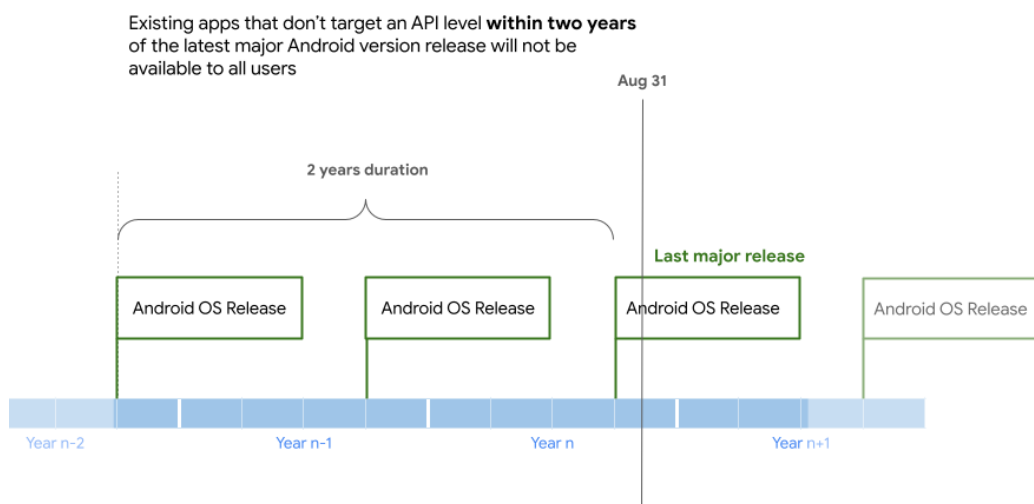 Existing apps that don’t target an API level within two years
of the latest major Android version release will not be
available to all users
Aug 31
2 years duration
Last major release
Android OS Release
Android OS Release
Android OS Release
Android OS Release
Year n-2
Year n-1
Year n
Year n+1